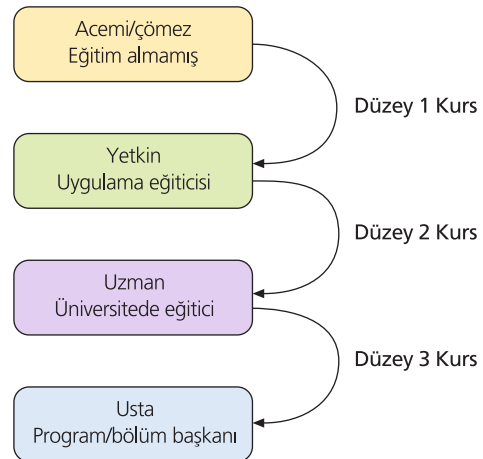 Acemi/çömez
Eğitim almamış
Düzey 1 Kurs
Yetkin
Uygulama eğiticisi
Düzey 2 Kurs
Uzman
Üniversitede eğitici
Düzey 3 Kurs
Usta
Program/bölüm başkanı